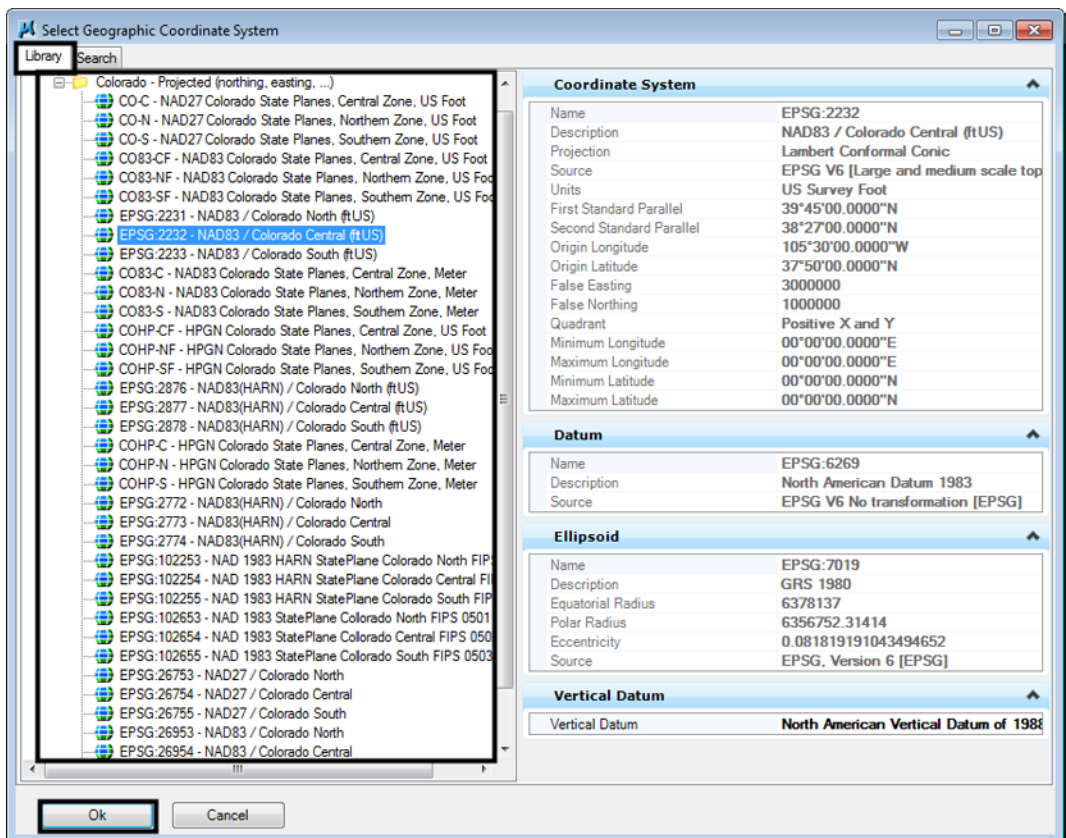 Select Geographic Coordinate System
Library
Search
Colorado - Projected (northing, easting, ...)
CO-C - NAD27 Colorado State Planes, Central Zone, US Foot
CO-N - NAD27 Colorado State Planes, Northern Zone, US Foot
CO-S - NAD27 Colorado State Planes, Southern Zone, US Foot
CO83-CF - NAD83 Colorado State Planes, Central Zone, US Foot
CO83-NF - NAD83 Colorado State Planes, Northern Zone, US Foo
CO83-SF - NAD83 Colorado State Planes, Southern Zone, US Foo
EPSG:2231 - NAD83 / Colorado North (ftUS)
EPSG:2232 - NAD83 / Colorado Central (ftUS)
EPSG:2233 - NAD83 / Colorado South (ftUS)
CO83-C - NAD83 Colorado State Planes, Central Zone, Meter
CO83-N - NAD83 Colorado State Planes, Northern Zone, Meter
CO83-S - NAD83 Colorado State Planes, Southern Zone, Meter
COHP-CF - HPGN Colorado State Planes, Central Zone, US Foot
COHP-NF - HPGN Colorado State Planes, Northern Zone, US Foo
COHP-SF - HPGN Colorado State Planes, Southern Zone, US Foo
EPSG:2876 - NAD83(HARN) / Colorado North (ftUS)
EPSG:2877 - NAD83(HARN) / Colorado Central (ftUS)
EPSG:2878 - NAD83(HARN) / Colorado South (ftUS)
COHP-C - HPGN Colorado State Planes, Central Zone, Meter
COHP-N - HPGN Colorado State Planes, Northern Zone, Meter
COHP-S - HPGN Colorado State Planes, Southern Zone, Meter
EPSG:2772 - NAD83(HARN) / Colorado North
EPSG:2773 - NAD83(HARN) / Colorado Central
EPSG:2774 - NAD83(HARN) / Colorado South
EPSG:102253 - NAD 1983 HARN StatePlane Colorado North FIP
EPSG:102254 - NAD 1983 HARN StatePlane Colorado Central FI
EPSG:102255 - NAD 1983 HARN StatePlane Colorado South FIP
EPSG:102653 - NAD 1983 StatePlane Colorado North FIPS 0501
EPSG:102654 - NAD 1983 StatePlane Colorado Central FIPS 050
EPSG:102655 - NAD 1983 StatePlane Colorado South FIPS 0503
EPSG:26753 - NAD27 / Colorado North
EPSG:26754 - NAD27 / Colorado Central
EPSG:26755 - NAD27 / Colorado South
EPSG:26953 - NAD83 / Colorado North
EPSG:26954 - NAD83 / Colorado Central
Coordinate System
Name EPSG:2232
Description NAD83 / Colorado Central (ftUS)
Projection Lambert Conformal Conic
Source EPSG V6 [Large and medium scale top
Units US Survey Foot
First Standard Parallel 39°45'00.0000"N
Second Standard Parallel 38°27'00.0000"N
Origin Longitude 105°30'00.0000"W
Origin Latitude 37°50'00.0000"N
False Easting 3000000
False Northing 1000000
Quadrant Positive X and Y
Minimum Longitude 00°00'00.0000"E
Maximum Longitude 00°00'00.0000"E
Minimum Latitude 00°00'00.0000"N
Maximum Latitude 00°00'00.0000"N
Datum
Name EPSG:6269
Description North American Datum 1983
Source EPSG V6 No transformation [EPSG]
Ellipsoid
Name EPSG:7019
Description GRS 1980
Equatorial Radius 6378137
Polar Radius 6356752.31414
Eccentricity 0.081819191043494652
Source EPSG, Version 6 [EPSG]
Vertical Datum
Vertical Datum North American Vertical Datum of 1988
Ok
Cancel